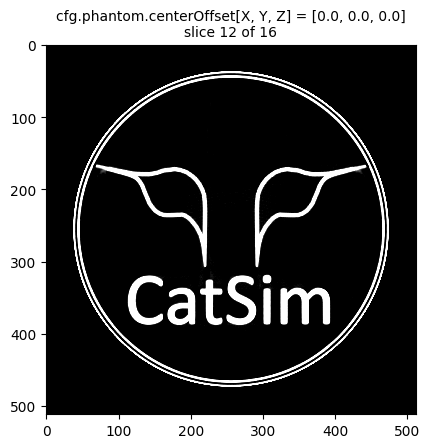 cfg.phantom.centerOffset[X, Y, Z] = [0.0, 0.0, 0.0]
slice 12 of 16
0
100
200
300
400
500
CatSim
0 100 200 300 400 500